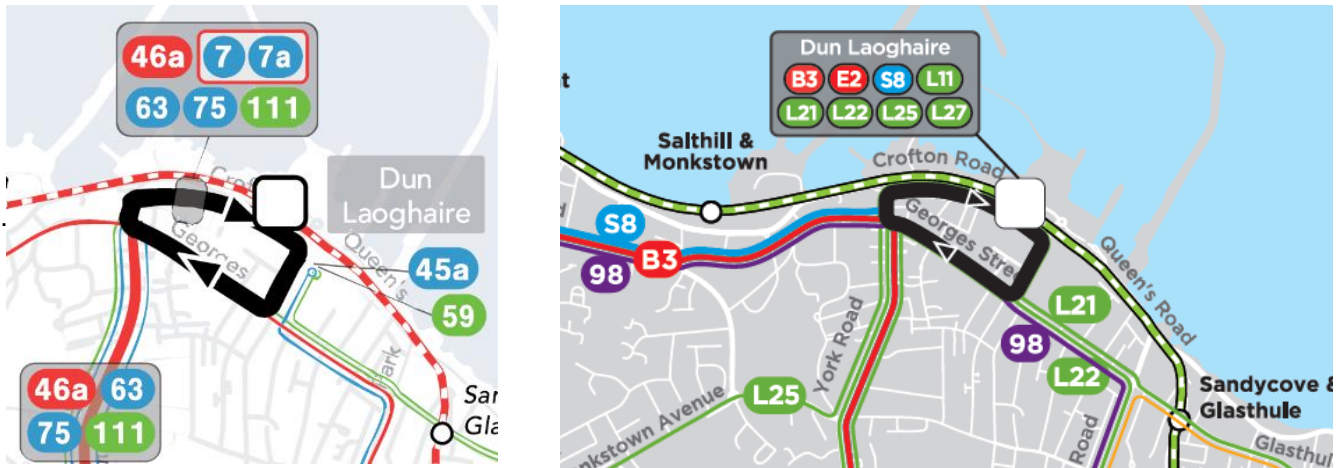 46a 7 7a
63 75 111
Dun
Laoghaire
Georges
Queen's
45a
59
Park
46a 63
75 111
Dun Laoghaire
B3 E2 S8 L11
L21 L22 L25 L27
Salthill &
Monkstown
Crofton Road
S8
B3
98
Georges Street
Queen's Road
L21
98
L22
York Road
L25
Monkstown Avenue
Road
Sandycove &
Glasthule